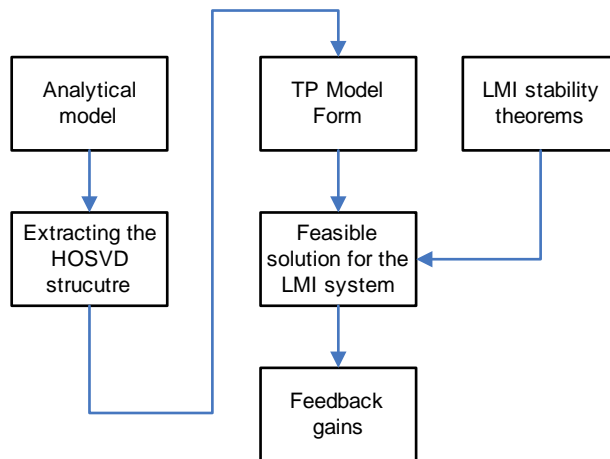 Analytical
model
TP Model
Form
LMI stability
theorems
Extracting the
HOSVD
strucutre
Feasible
solution for the
LMI system
Feedback
gains